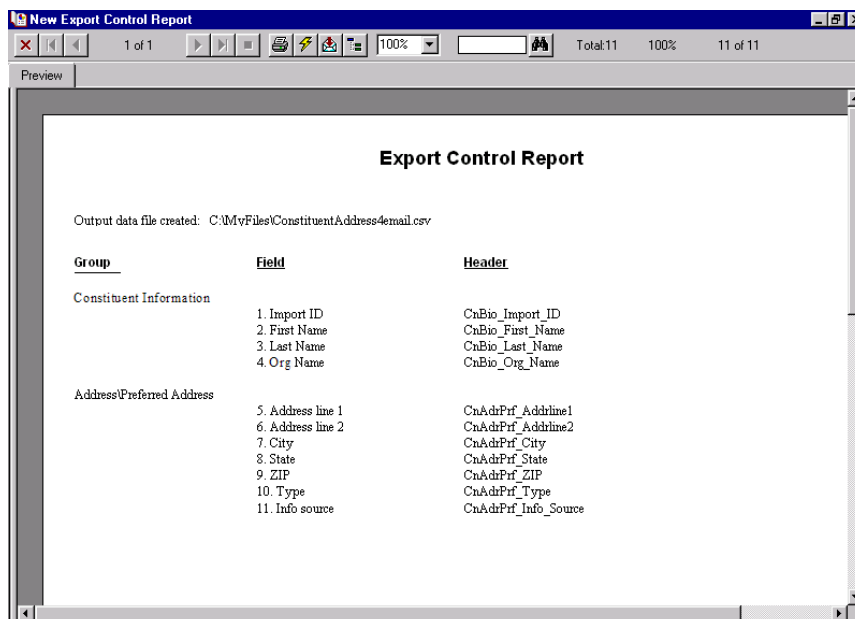 New Export Control Report
1 of 1 100% Total:11 100% 11 of 11
Preview
Export Control Report
Output data file created: C:\MyFiles\ConstituentAddress4email.csv
Group Field Header
Constituent Information
1. Import ID CnBio_Import_ID
2. First Name CnBio_First_Name
3. Last Name CnBio_Last_Name
4. Org Name CnBio_Org_Name
Address\Preferred Address
5. Address line 1 CnAdrPrf_Addrline1
6. Address line 2 CnAdrPrf_Addrline2
7. City CnAdrPrf_City
8. State CnAdrPrf_State
9. ZIP CnAdrPrf_ZIP
10. Type CnAdrPrf_Type
11. Info source CnAdrPrf_Info_Source